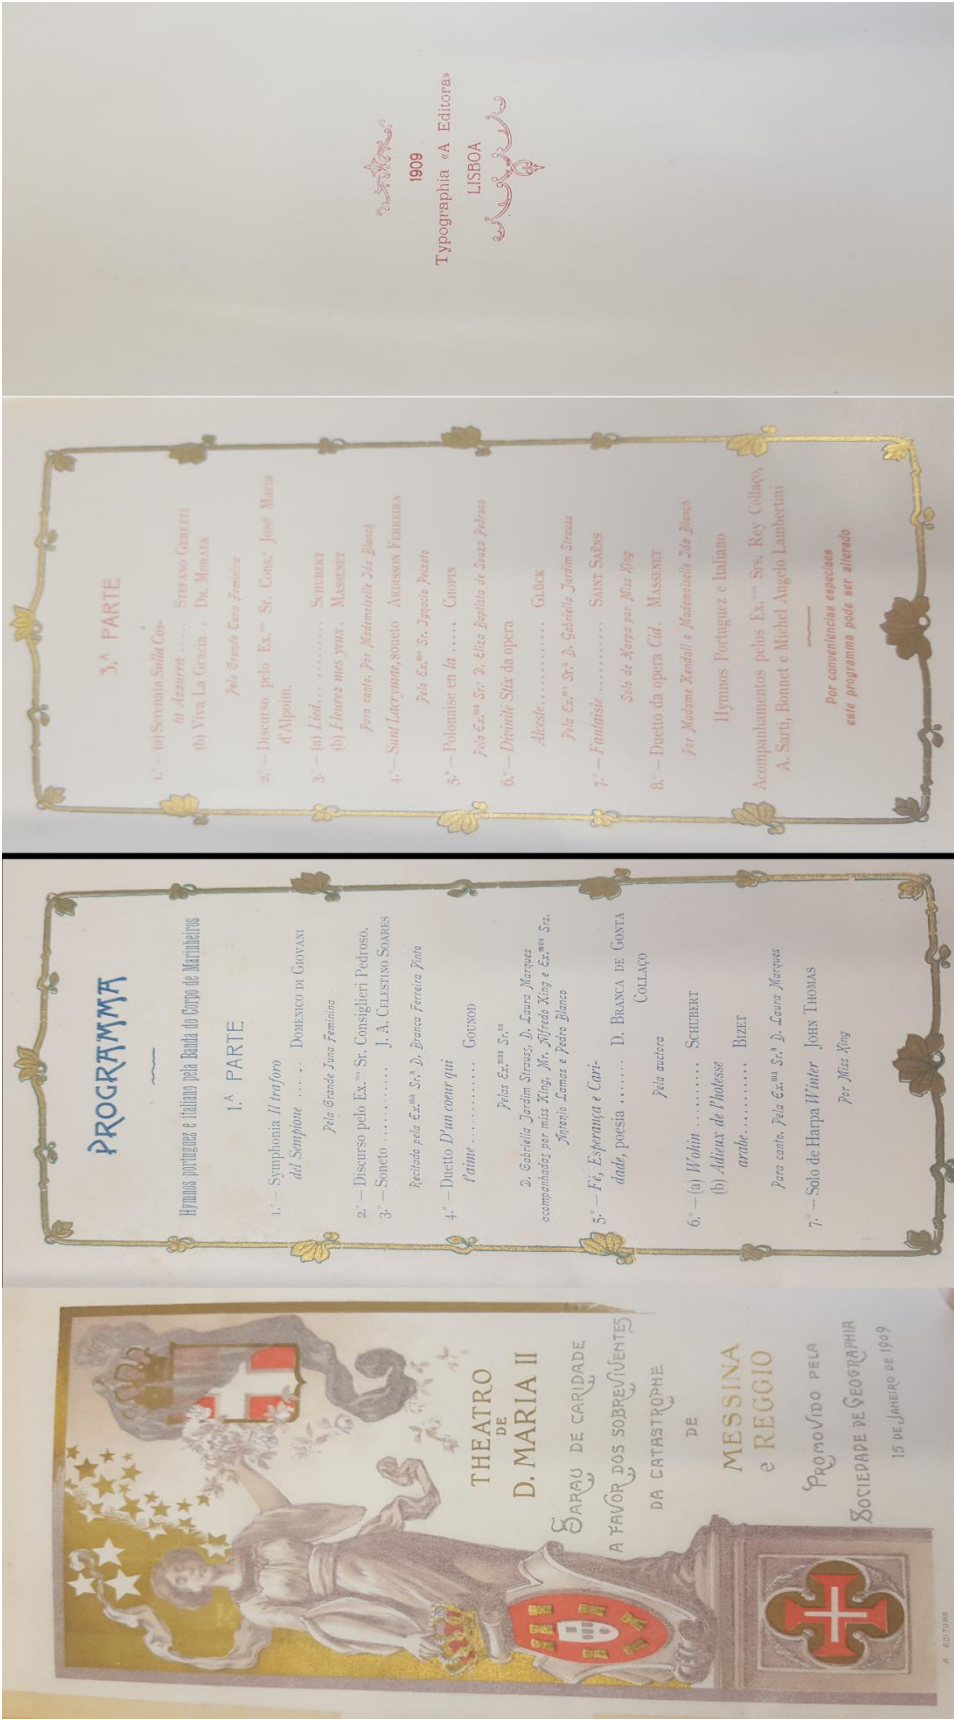 THEATRO
DE
D. MARIA II
SARAU DE CARIDADE
A FAVOR DOS SOBREVIVENTES
DA CATASTROPHE
DE
MESSINA
e REGGIO
PROMOVIDO PELA
SOCIEDADE DE GEOGRAPHIA
15 DE JANEIRO DE 1909
A EDITORA
PROGRAMMA
Hymnos portuguez e italiano pela Banda do Corpo de Marinheiros
1.ª PARTE
1.º — Symphonia Il traforo
del Sempione ...... DOMENICO DI GIOVANI
Pela Grande Tuna Feminina
2.º — Discurso pelo Ex.mo Sr. Consiglieri Pedroso.
3.º — Soneto .......... J. A. CELESTINO SOARES
Recitado pela Ex.ma Sr.ª D. Branca Ferreira Pinto
4.º — Duetto D'un coeur qui
t'aime ............. GOUNOD
Pelas Ex.mas Sr.as
D. Gabriella Jardim Strauss, D. Laura Marques
acompanhadas por miss King, Mr. Alfredo King e Ex.mos Srs.
Antonio Lamas e Pedro Blanco
5.º — Fé, Esperança e Cari-
dade, poesia ....... D. BRANCA DE GONTA
COLLAÇO
Pela auctora
6.º — (a) Wohin .......... SCHUBERT
(b) Adieux de l'hotesse
arabe........... BIZET
Para canto. Pela Ex.ma Sr.ª D. Laura Marques
7.º — Solo de Harpa Winter JOHN THOMAS
Por Miss King
3.ª PARTE
1.º — (a) Serenata Sulla Cos-
ta Azzurra ..... STEFANO GERETTI
(b) Viva La Gracia . DR. MORAES
Pela Grande Tuna Feminina
2.º — Discurso pelo Ex.mo Sr. Cons.º José Maria
d'Alpoim.
3.º — (a) Lied............ SCHUBERT
(b) Pleurez mes yeux . MASSENET
Para canto. Por Mademoiselle Ida Blanch
4.º — Sunt Lacrymæ, soneto AROUSSON FERREIRA
Pelo Ex.mo Sr. Ignacio Peixoto
5.º — Polonaise en la ..... CHOPIN
Pela Ex.ma Sr.ª D. Eliza Baptista de Souza Pedroso
6.º — Divinité Stix da opera
Alceste............. GLÜCK
Pela Ex.ma Sr.ª D. Gabriella Jardim Strauss
7.º — Fantaisie ......... SAINT SAËNS
Solo de Harpa por Miss King
8.º — Duetto da opera Cid. MASSENET
Por Madame Kendall e Mademoiselle Ida Blanch
Hymnos Portuguez e Italiano
Acompanhamentos pelos Ex.mos Srs. Rey Collaço,
A. Sarti, Bonnet e Michel Angelo Lambertini
Por conveniencias especiaes
este programma pode ser alterado
1909
Typographia «A Editora»
LISBOA